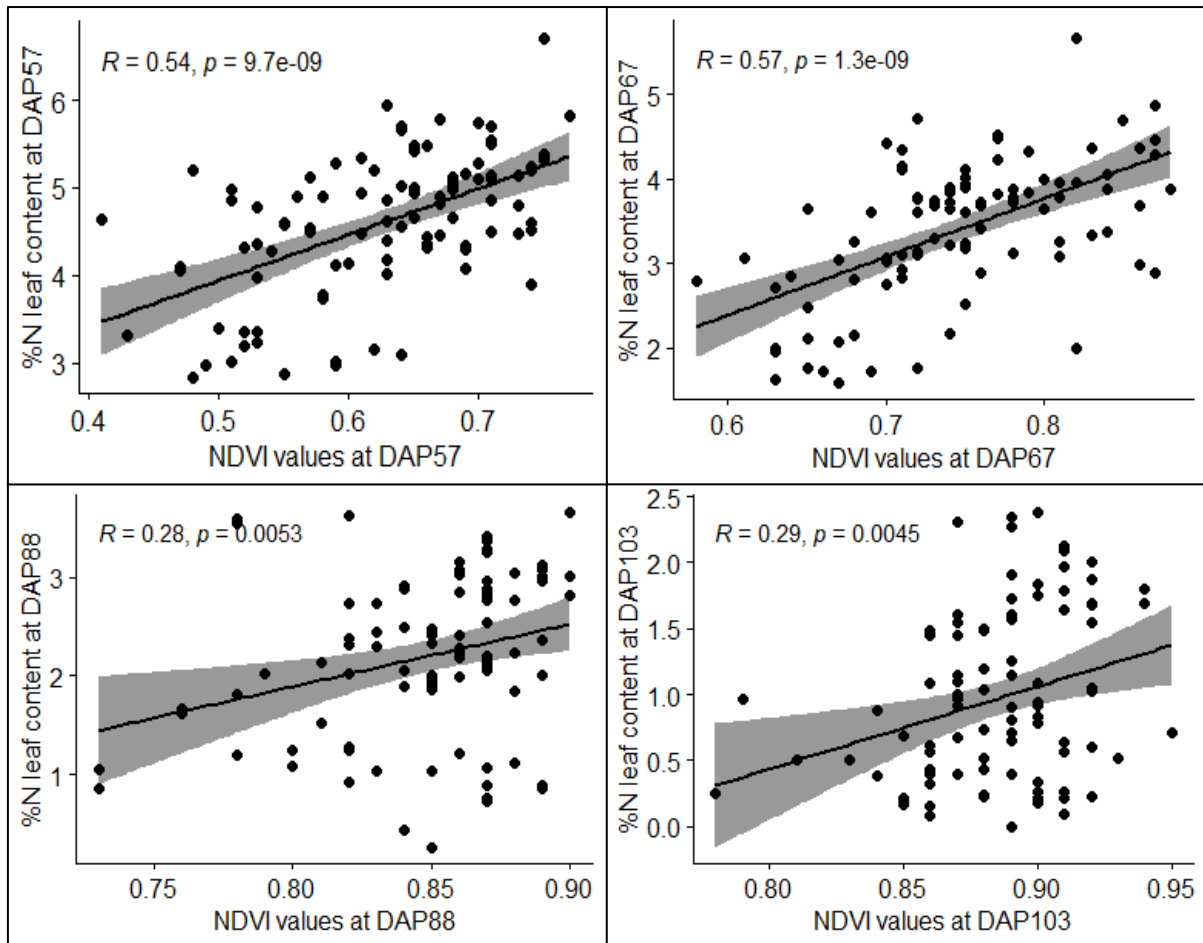 R = 0.54, p = 9.7e-09
%N leaf content at DAP57
6
5
4
3
0.4 0.5 0.6 0.7
NDVI values at DAP57
R = 0.57, p = 1.3e-09
%N leaf content at DAP67
5
4
3
2
0.6 0.7 0.8
NDVI values at DAP67
R = 0.28, p = 0.0053
%N leaf content at DAP88
3
2
1
0.75 0.80 0.85 0.90
NDVI values at DAP88
R = 0.29, p = 0.0045
%N leaf content at DAP103
2.5
2.0
1.5
1.0
0.5
0.0
0.80 0.85 0.90 0.95
NDVI values at DAP103